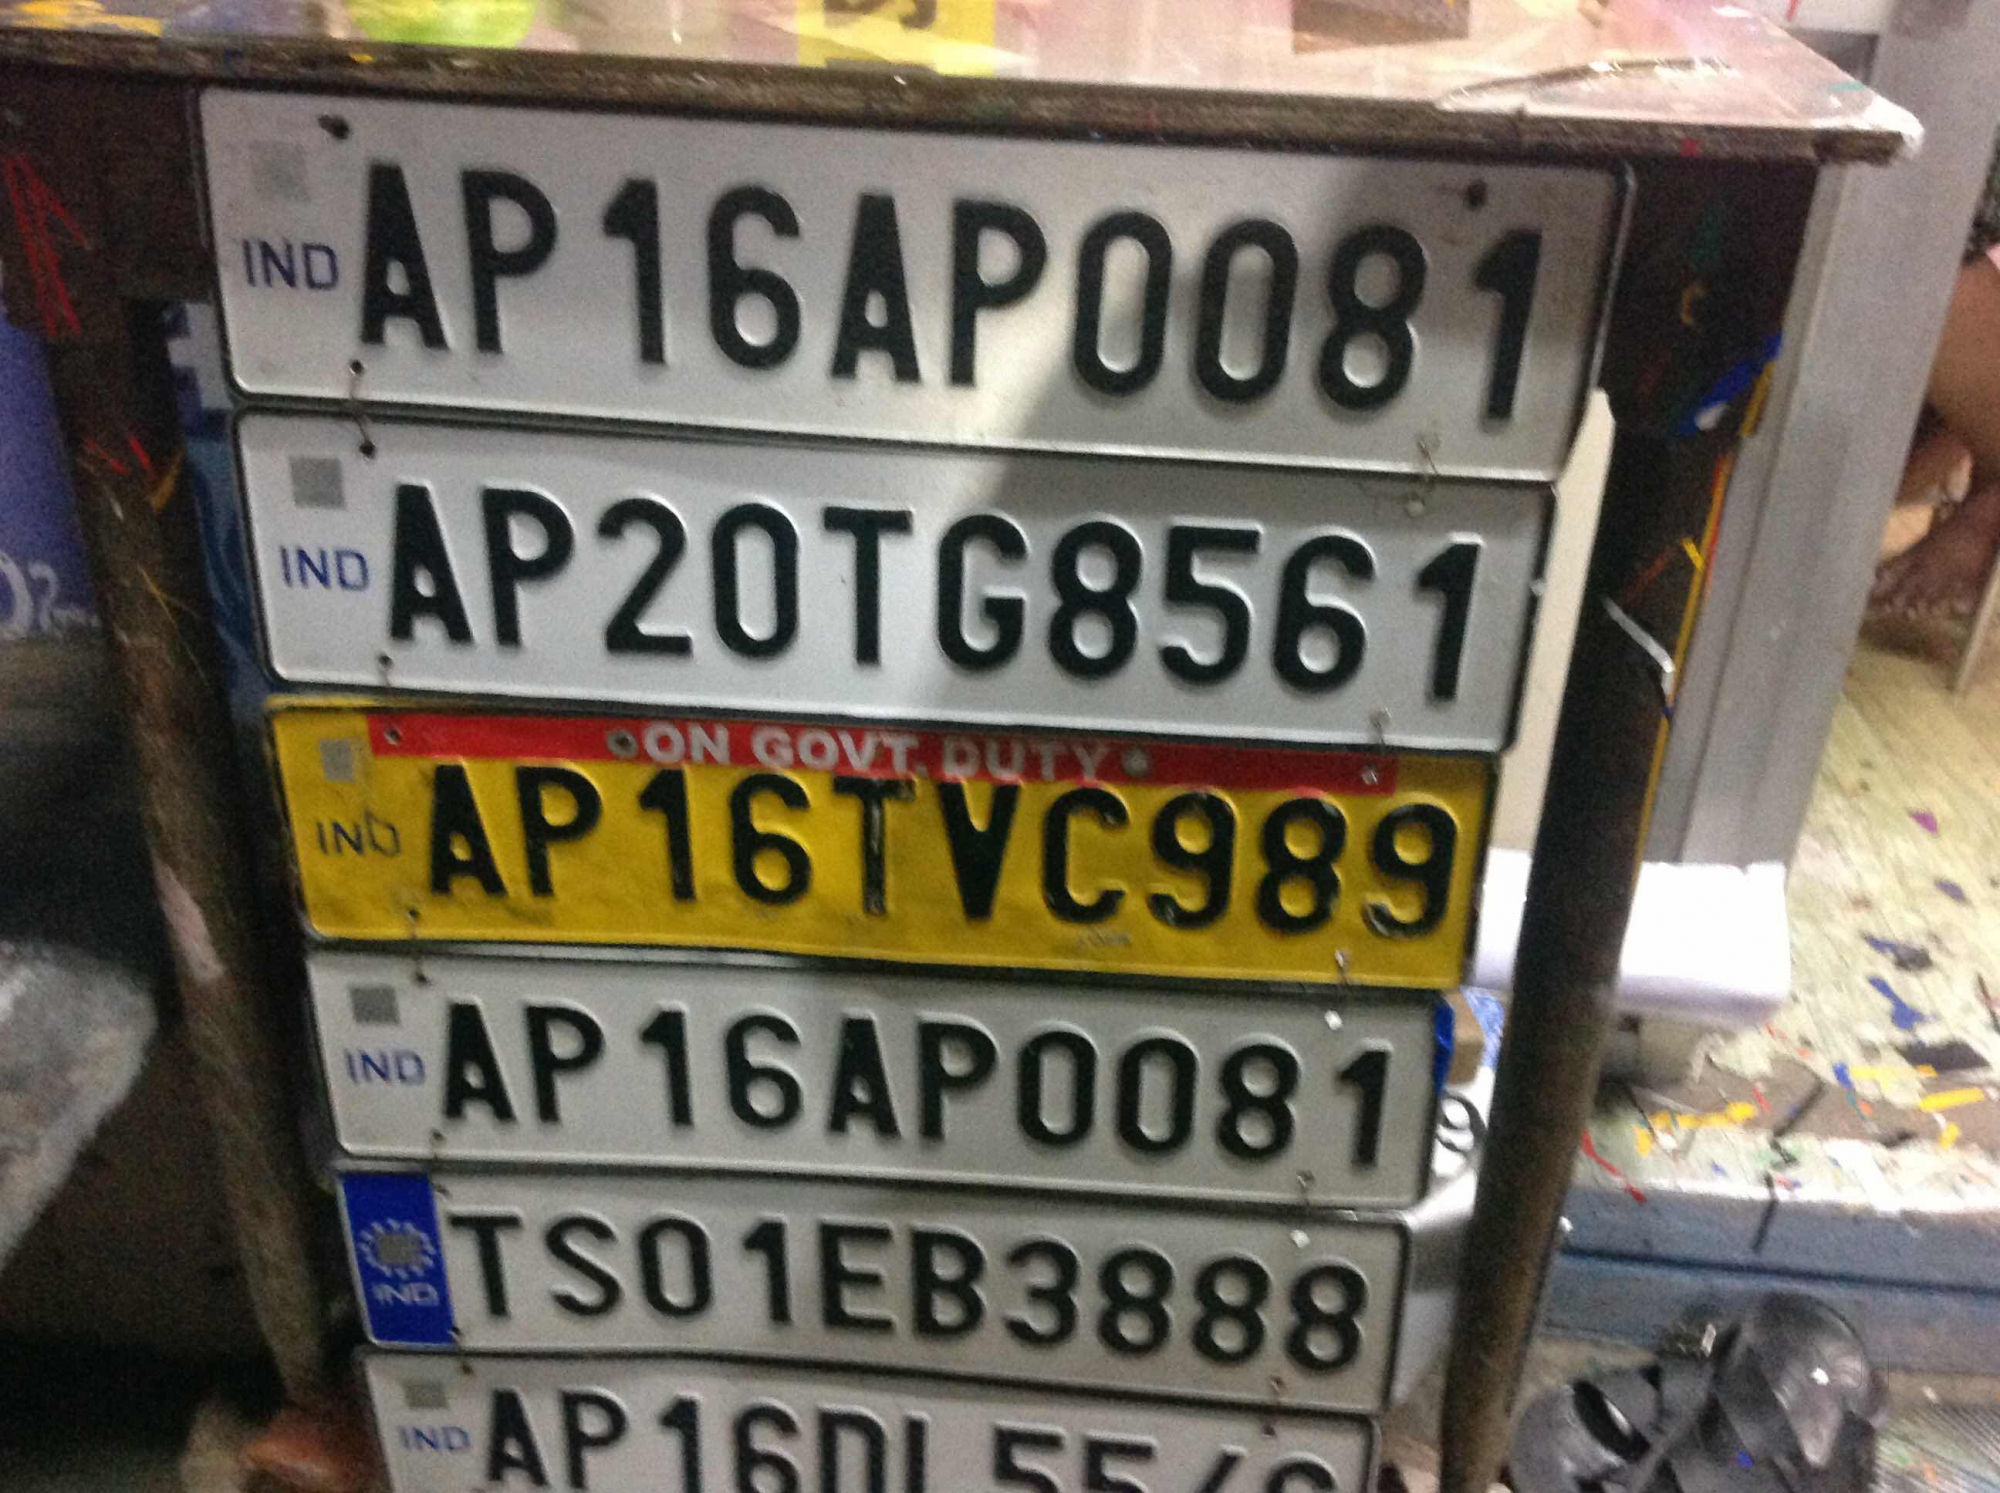 IND AP16AP0081
IND AP20TG8561
ON GOVT. DUTY
IND AP16TVC989
IND AP16AP0081
IND TS01EB3888
IND